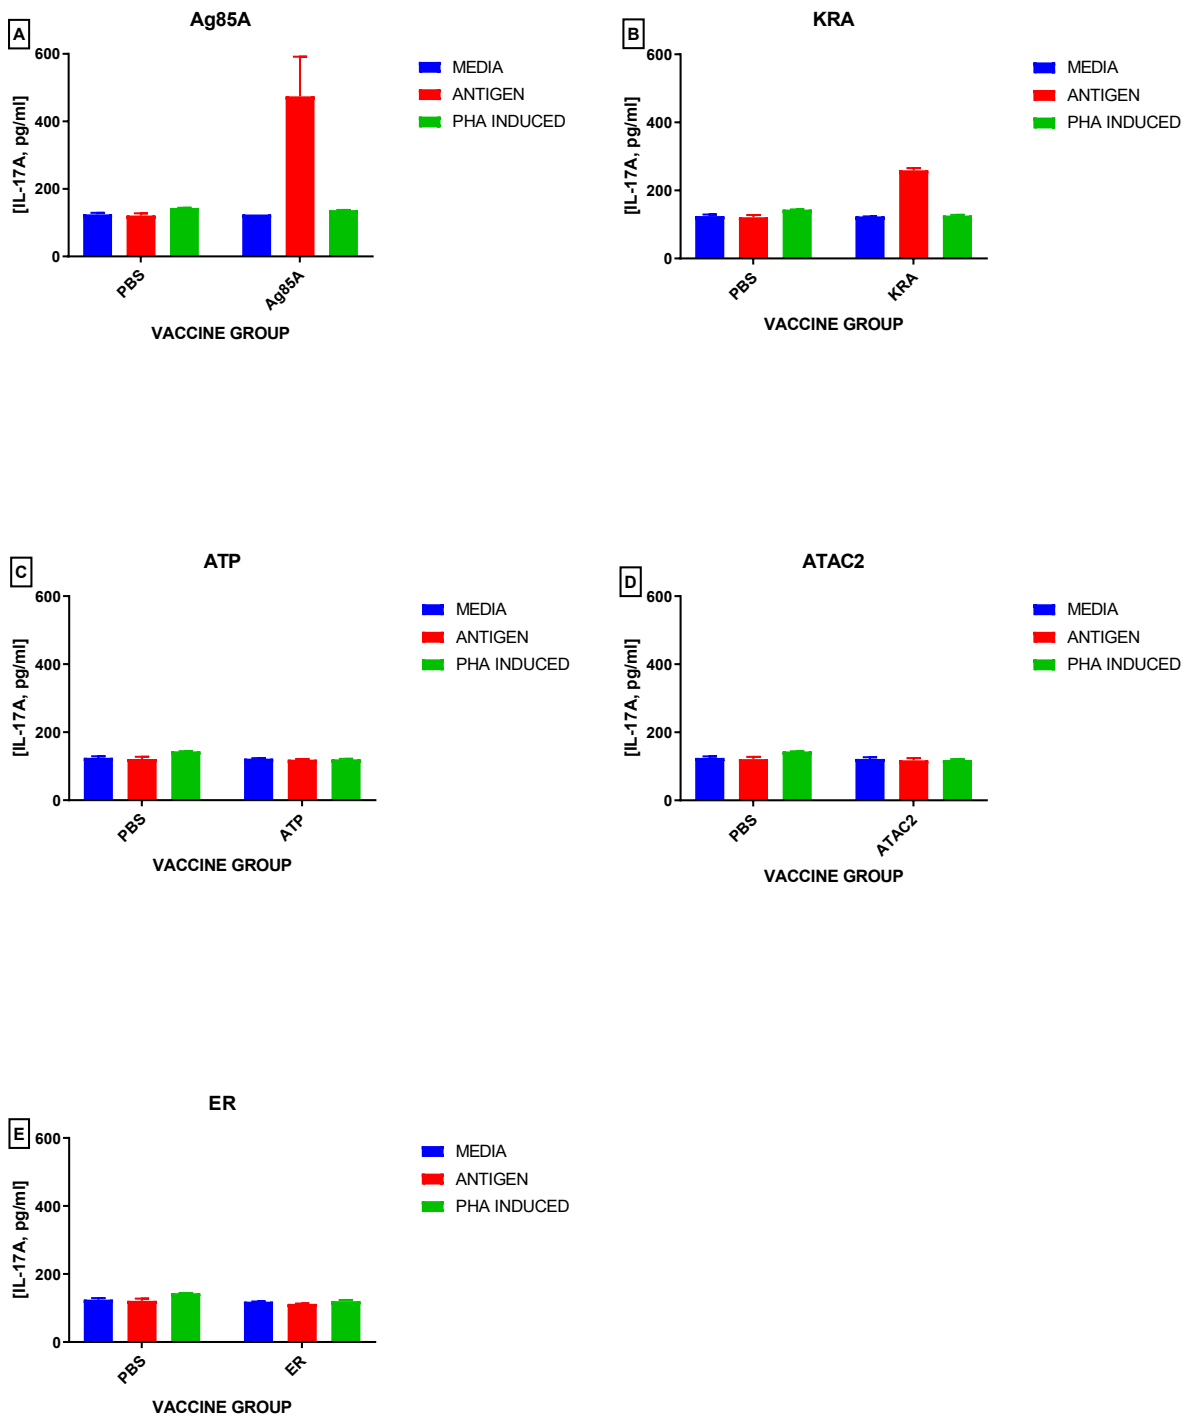 A
Ag85A
[IL-17A, pg/ml]
600
400
200
0
PBS
Ag85A
VACCINE GROUP
MEDIA
ANTIGEN
PHA INDUCED
B
KRA
[IL-17A, pg/ml]
600
400
200
0
PBS
KRA
VACCINE GROUP
MEDIA
ANTIGEN
PHA INDUCED
C
ATP
[IL-17A, pg/ml]
600
400
200
0
PBS
ATP
VACCINE GROUP
MEDIA
ANTIGEN
PHA INDUCED
D
ATAC2
[IL-17A, pg/ml]
600
400
200
0
PBS
ATAC2
VACCINE GROUP
MEDIA
ANTIGEN
PHA INDUCED
E
ER
[IL-17A, pg/ml]
600
400
200
0
PBS
ER
VACCINE GROUP
MEDIA
ANTIGEN
PHA INDUCED